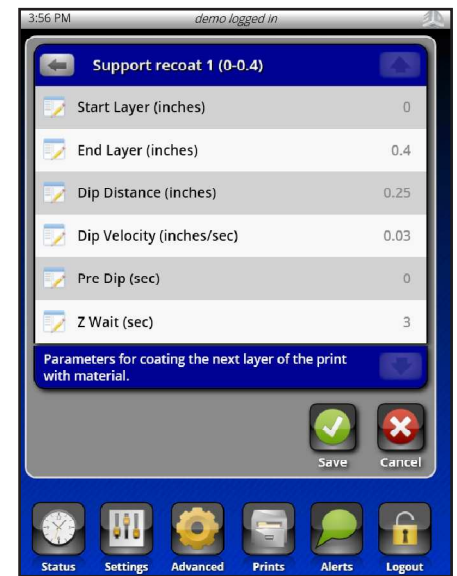 3:56 PM demo logged in
Support recoat 1 (0-0.4)
Start Layer (inches) 0
End Layer (inches) 0.4
Dip Distance (inches) 0.25
Dip Velocity (inches/sec) 0.03
Pre Dip (sec) 0
Z Wait (sec) 3
Parameters for coating the next layer of the print
with material.
Save Cancel
Status Settings Advanced Prints Alerts Logout